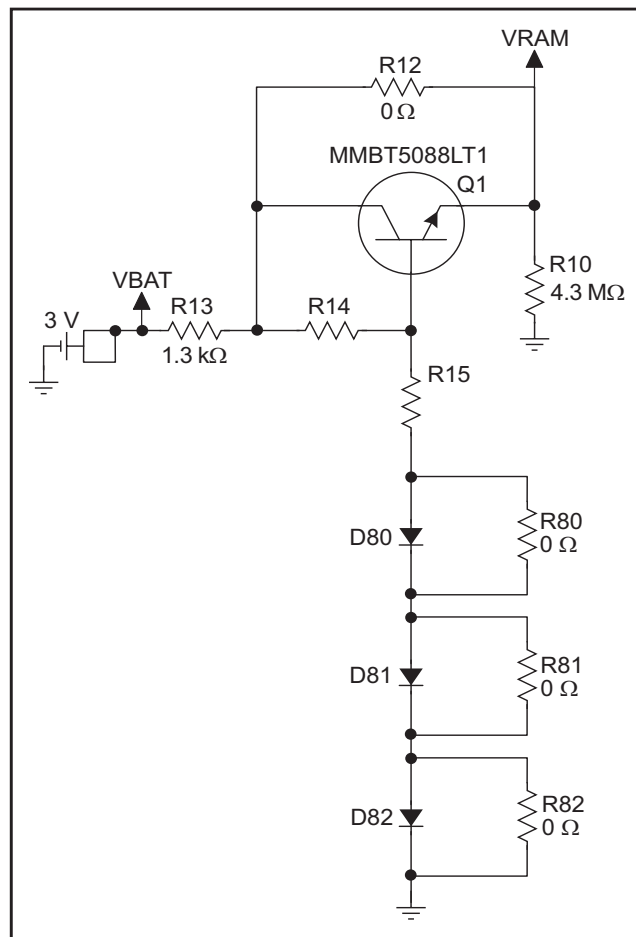 VRAM
R12
0 Ω
MMBT5088LT1
Q1
R10
4.3 MΩ
VBAT
3 V
R13
1.3 kΩ
R14
R15
D80
R80
0 Ω
D81
R81
0 Ω
D82
R82
0 Ω